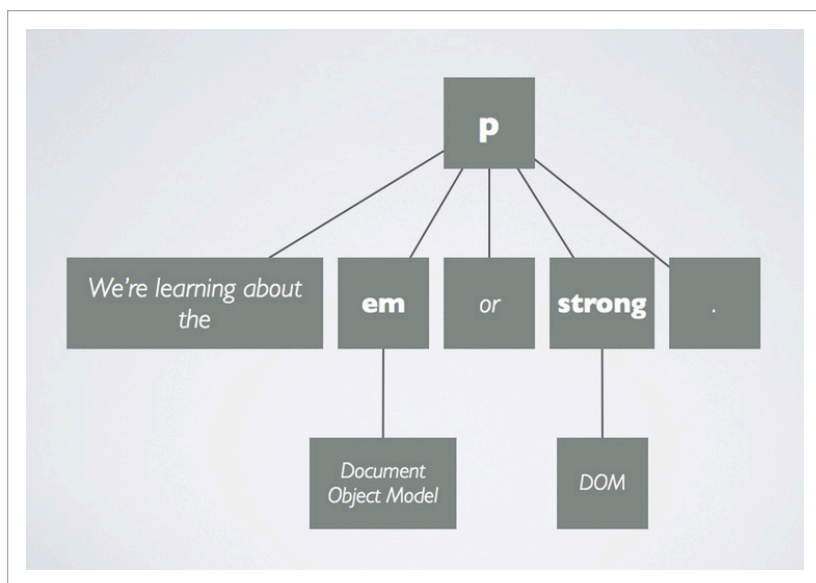 p
We're learning about
the
em
or
strong
.
Document
Object Model
DOM